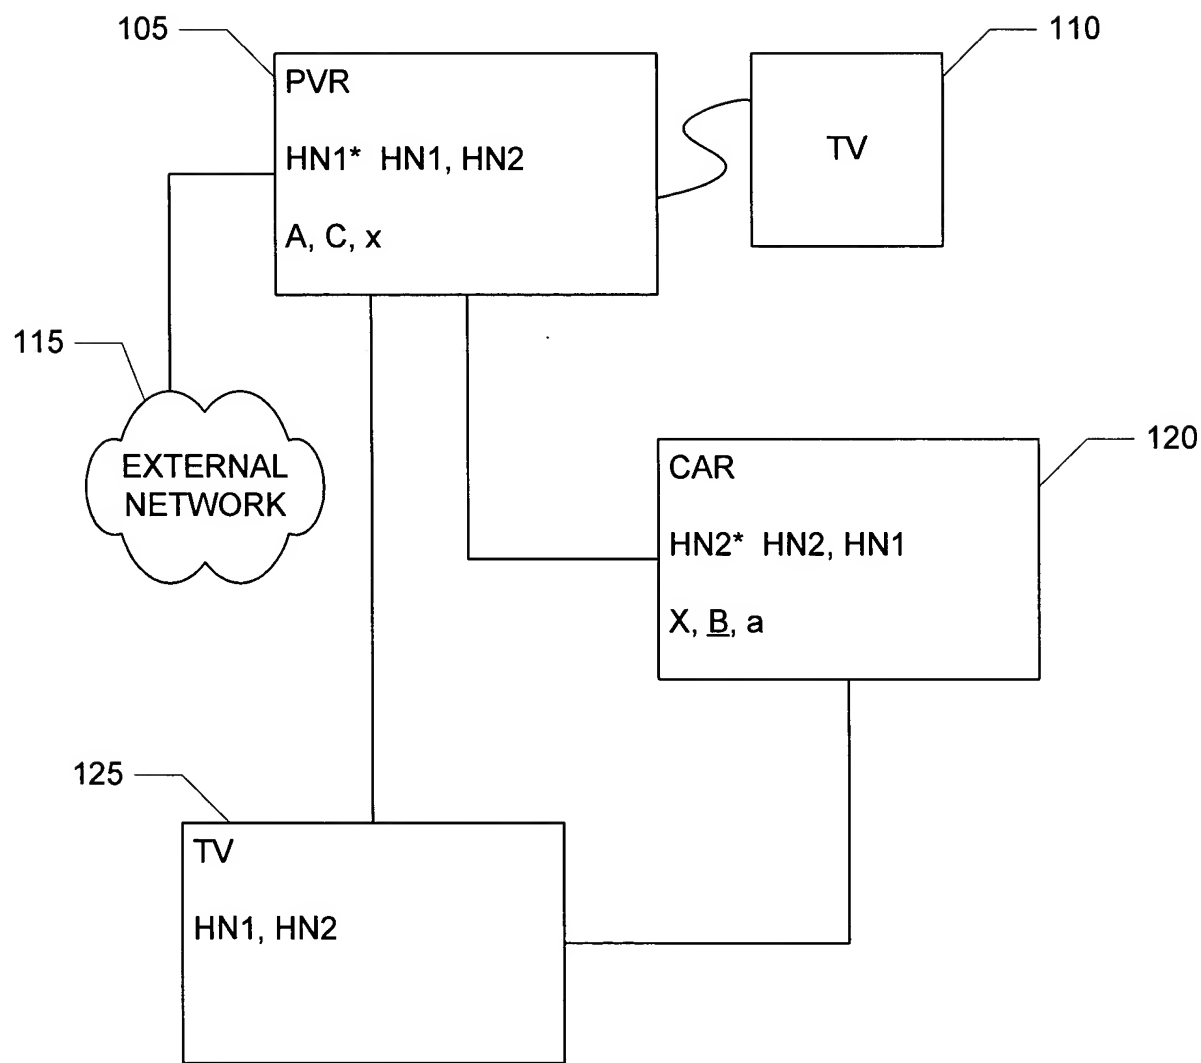 105
110
PVR
HN1* HN1, HN2
A, C, x
TV
115
EXTERNAL
NETWORK
120
CAR
HN2* HN2, HN1
X, B, a
125
TV
HN1, HN2